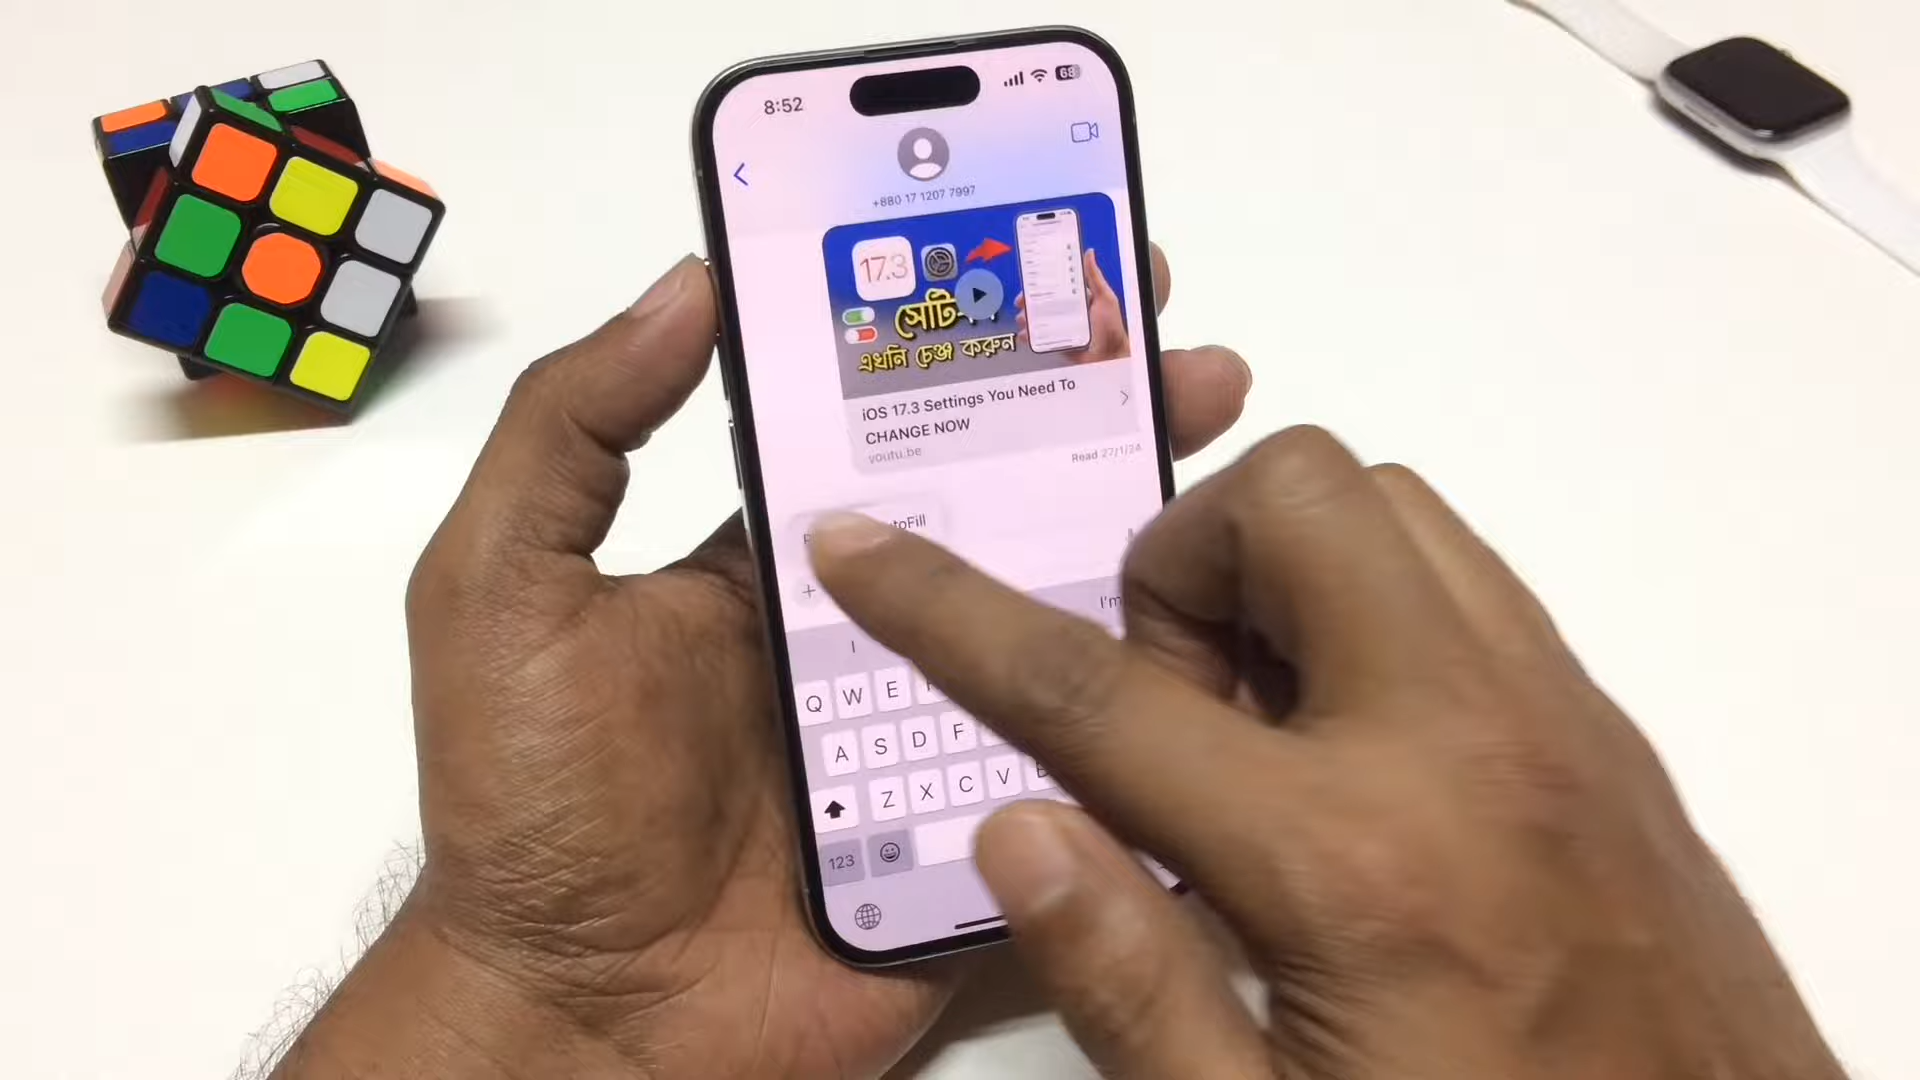 8:52
68
+880 17 1207 7997
17.3
এখনি চেঞ্জ করুন
iOS 17.3 Settings You Need To
CHANGE NOW
youtu.be
Read 27/1/24
I
I'm
Q W E
A S D F
Z X C V B
123